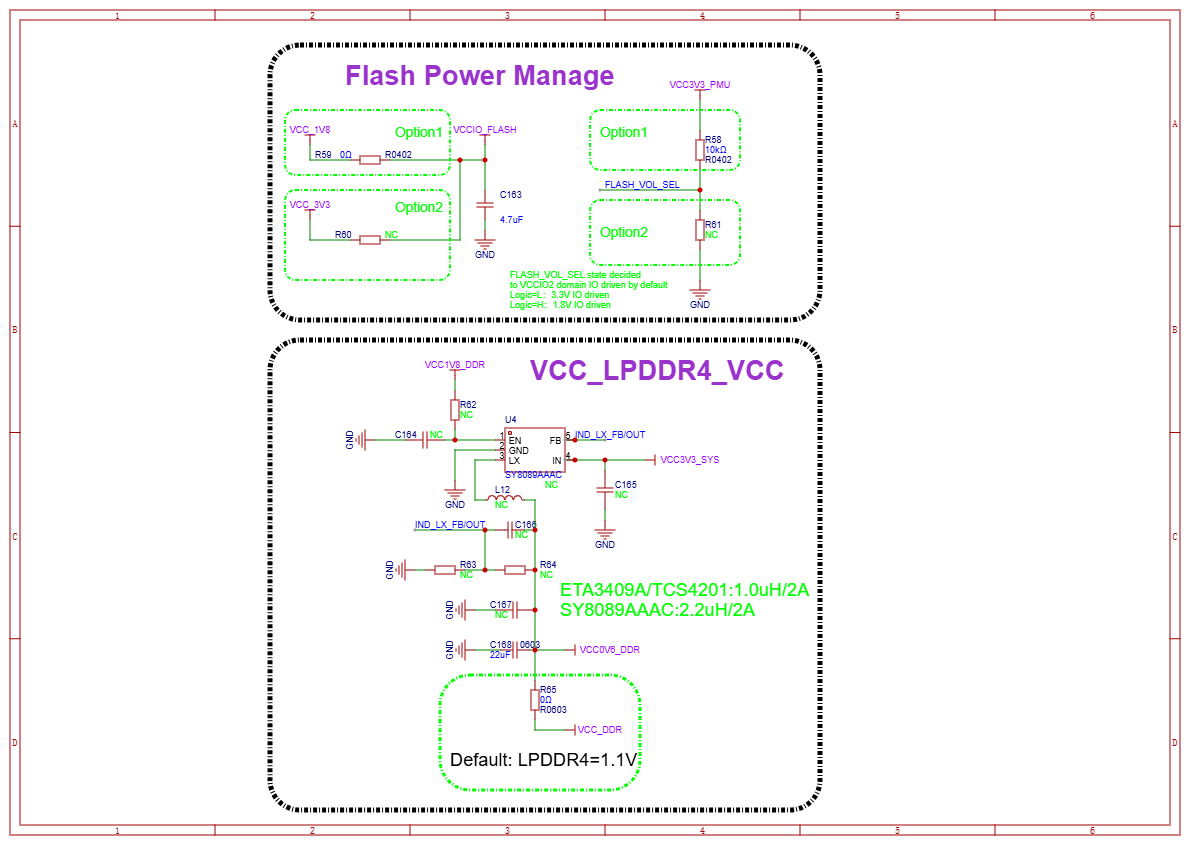 1 2 3 4 5 6
A
B
C
D
Flash Power Manage
VCC_1V8
Option1
VCCIO_FLASH
R59 0Ω R0402
VCC_3V3
Option2
R60 NC
C163
4.7uF
GND
VCC3V3_PMU
Option1
R58
10kΩ
R0402
FLASH_VOL_SEL
Option2
R61
NC
GND
FLASH_VOL_SEL state decided
to VCCIO2 domain IO driven by default
Logic=L: 3.3V IO driven
Logic=H: 1.8V IO driven
VCC_LPDDR4_VCC
VCC1V8_DDR
R62
NC
GND
C164 NC
U4
1 EN
2 GND
3 LX
FB 5
IN 4
IND_LX_FB/OUT
SY8089AAAC
NC
VCC3V3_SYS
C165
NC
GND
GND
L12
NC
IND_LX_FB/OUT
C166
NC
GND
R63
NC
R64
NC
ETA3409A/TCS4201:1.0uH/2A
SY8089AAAC:2.2uH/2A
GND
C167
NC
GND
C168 0603
22uF
VCC0V6_DDR
R65
0Ω
R0603
VCC_DDR
Default: LPDDR4=1.1V
A
B
C
D
1 2 3 4 5 6